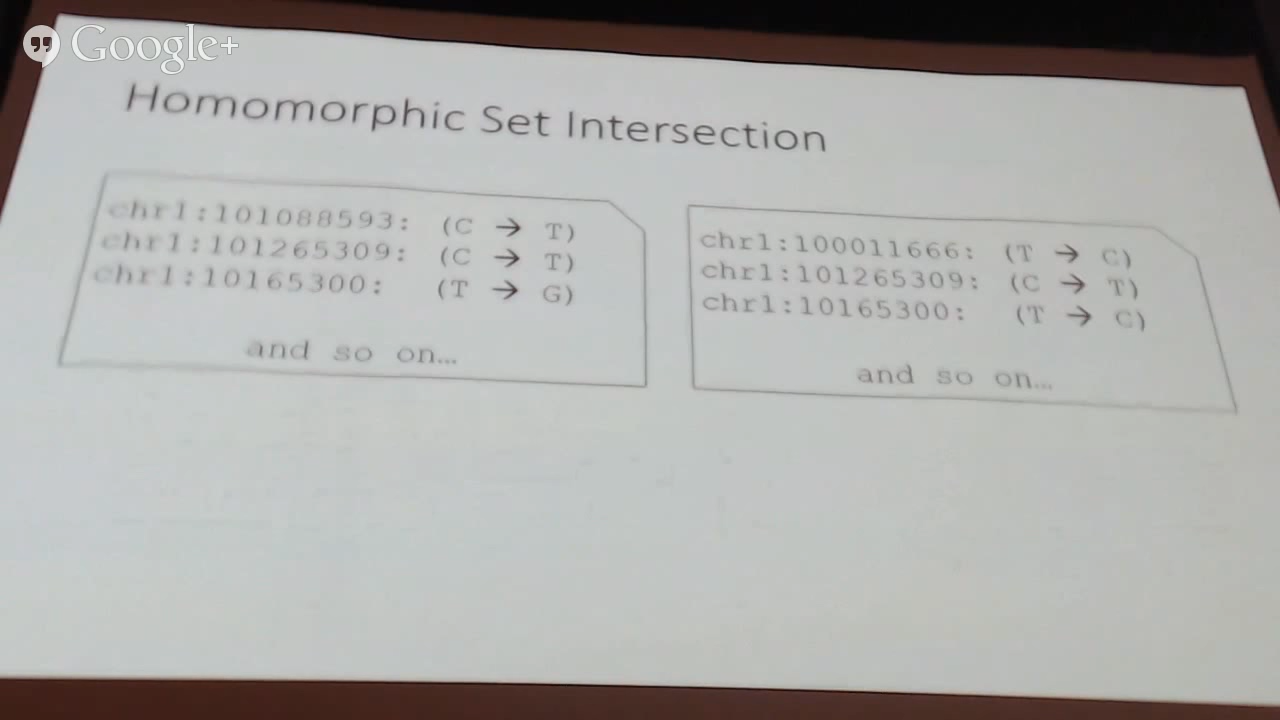 Google+
Homomorphic Set Intersection
chr1:101088593: (C → T)
chr1:101265309: (C → T)
chr1:10165300: (T → G)
and so on…
chr1:100011666: (T → C)
chr1:101265309: (C → T)
chr1:10165300: (T → C)
and so on…